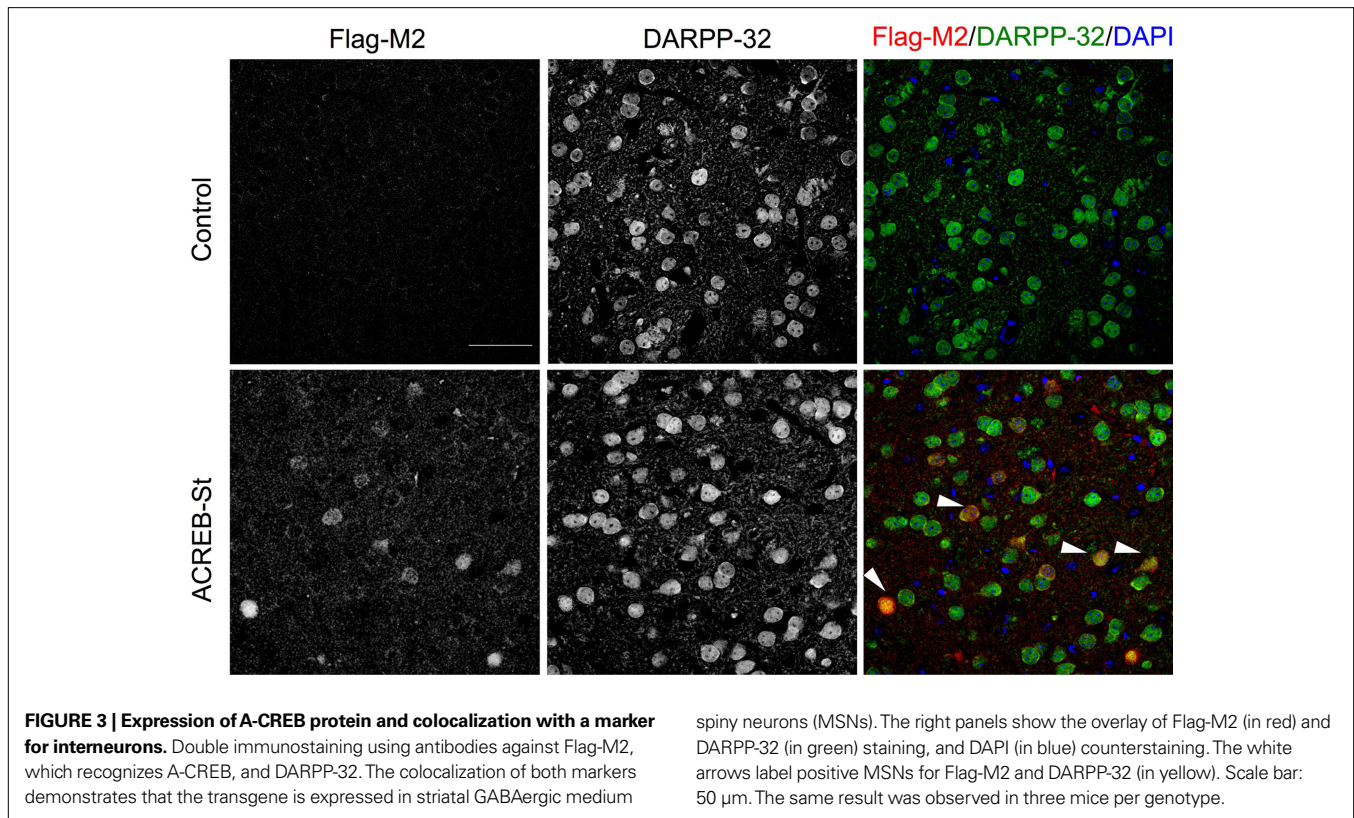 Flag-M2
DARPP-32
Flag-M2/DARPP-32/DAPI
Control
ACREB-St
FIGURE 3 | Expression of A-CREB protein and colocalization with a marker
for interneurons. Double immunostaining using antibodies against Flag-M2,
which recognizes A-CREB, and DARPP-32. The colocalization of both markers
demonstrates that the transgene is expressed in striatal GABAergic medium
spiny neurons (MSNs). The right panels show the overlay of Flag-M2 (in red) and
DARPP-32 (in green) staining, and DAPI (in blue) counterstaining. The white
arrows label positive MSNs for Flag-M2 and DARPP-32 (in yellow). Scale bar:
50 µm. The same result was observed in three mice per genotype.